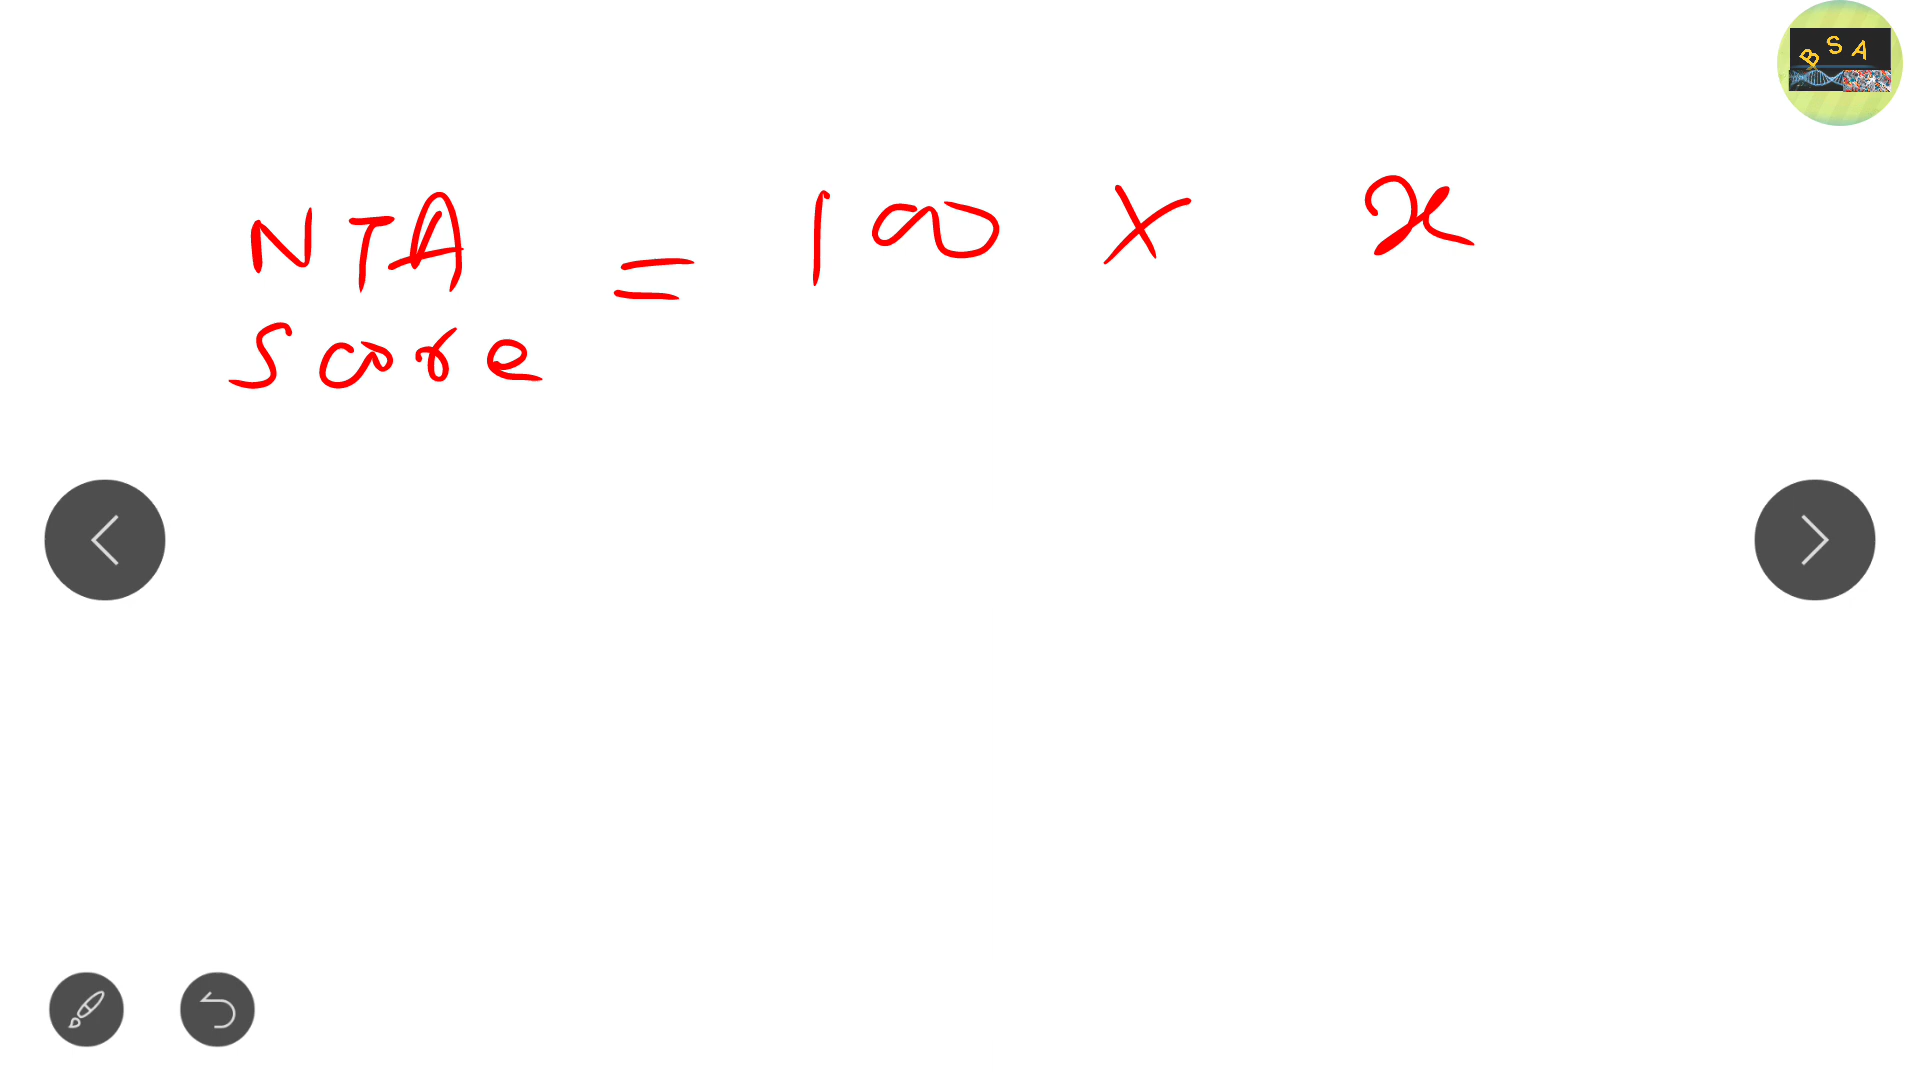 BSA
NTA = 100 × x
Score